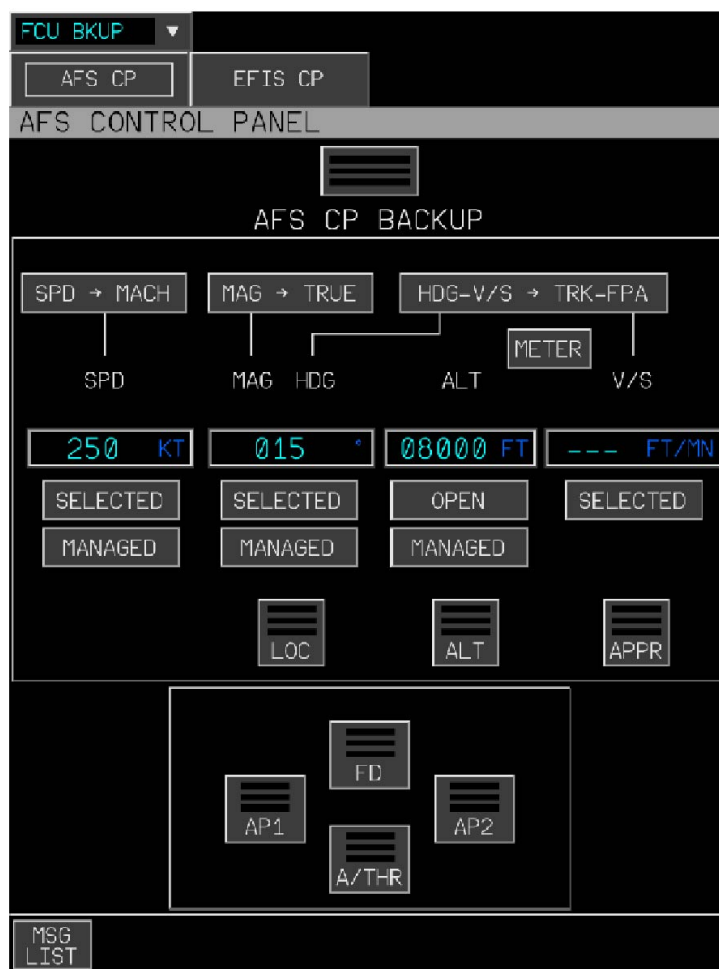 FCU BKUP ▼
AFS CP EFIS CP
AFS CONTROL PANEL
AFS CP BACKUP
SPD → MACH MAG → TRUE HDG-V/S → TRK-FPA
METER
SPD MAG HDG ALT V/S
250 KT 015 ° 08000 FT --- FT/MN
SELECTED SELECTED OPEN SELECTED
MANAGED MANAGED MANAGED
LOC ALT APPR
FD
AP1 AP2
A/THR
MSG
LIST